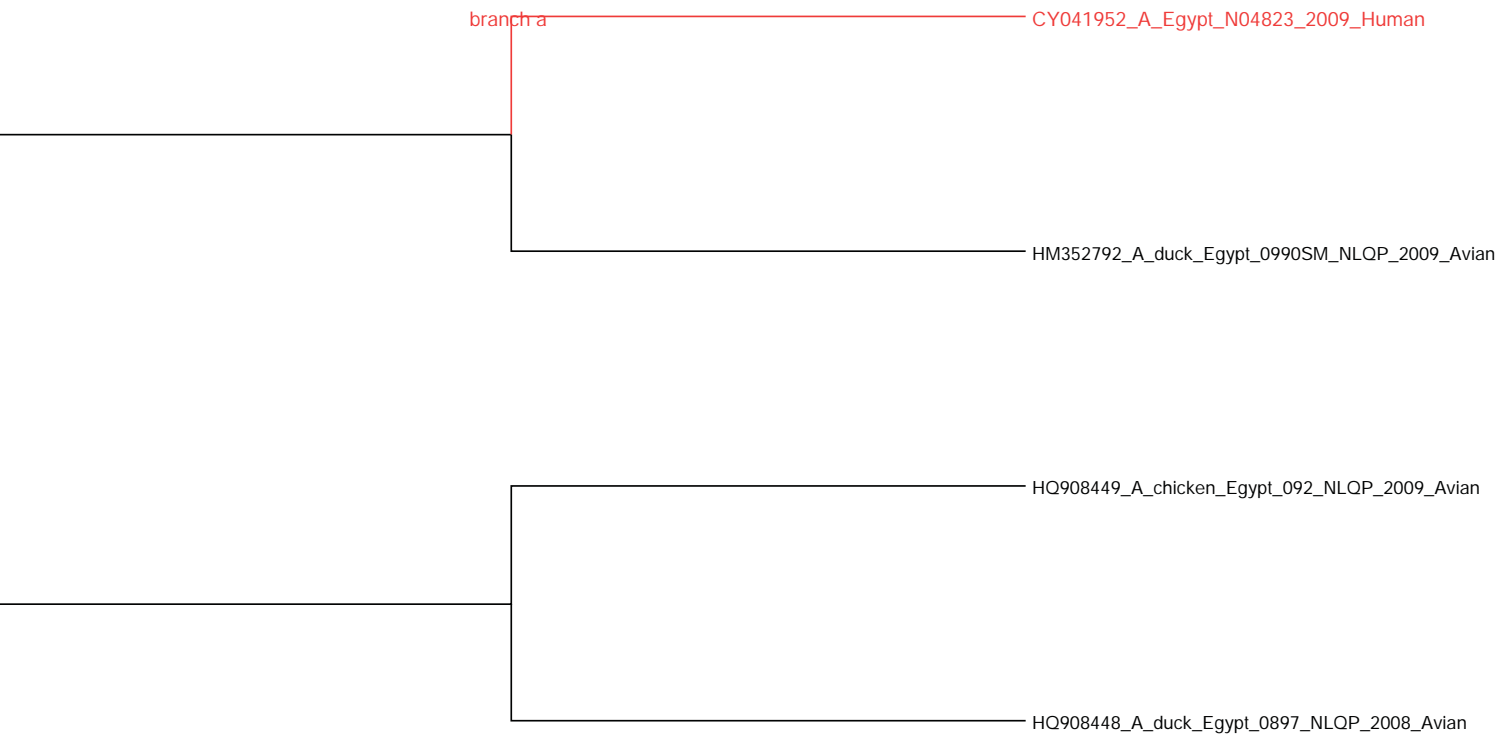 branch a
CY041952_A_Egypt_N04823_2009_Human
HM352792_A_duck_Egypt_0990SM_NLQP_2009_Avian
HQ908449_A_chicken_Egypt_092_NLQP_2009_Avian
HQ908448_A_duck_Egypt_0897_NLQP_2008_Avian